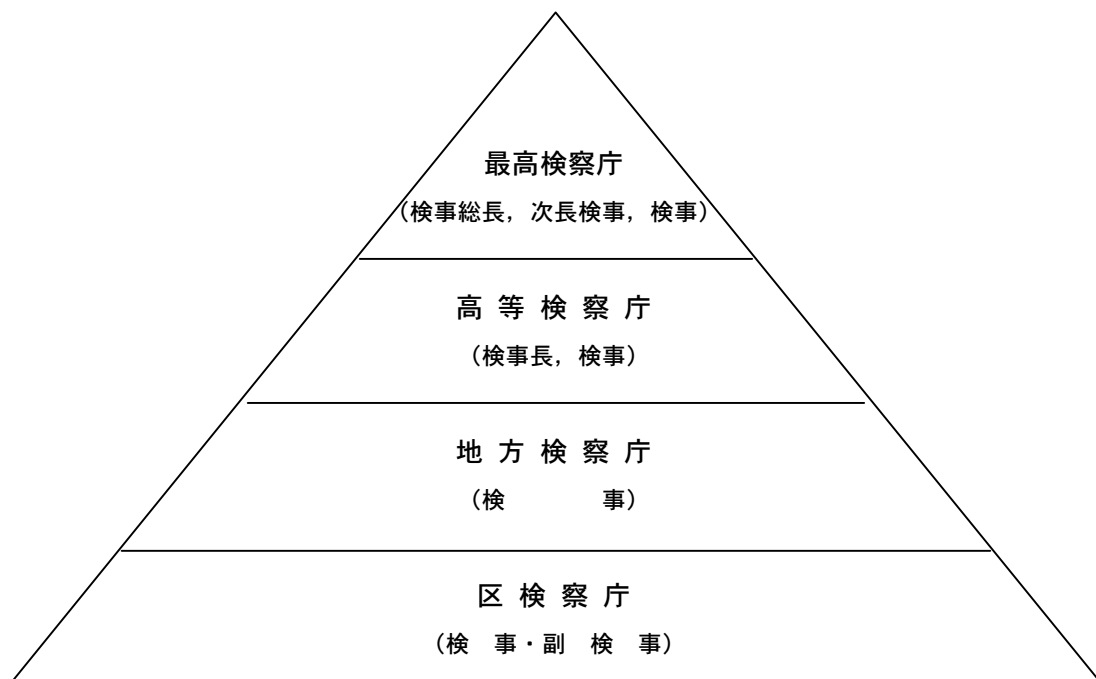 最高検察庁
（検事総長，次長検事，検事）
高 等 検 察 庁
（検事長，検事）
地 方 検 察 庁
（検　　　　事）
区 検 察 庁
（検　事・副　検　事）